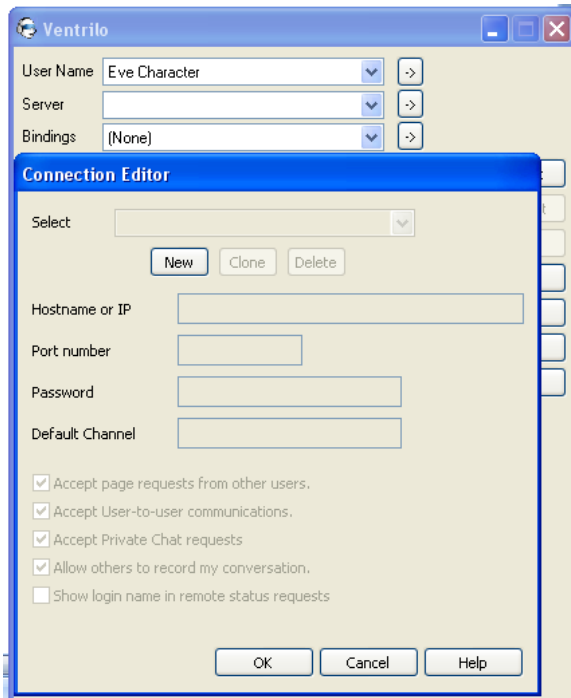 Ventrilo
User Name Eve Character ->
Server ->
Bindings (None) ->
Connection Editor
t
Select
New Clone Delete
Hostname or IP
Port number
Password
Default Channel
Accept page requests from other users.
Accept User-to-user communications.
Accept Private Chat requests
Allow others to record my conversation.
Show login name in remote status requests
OK Cancel Help